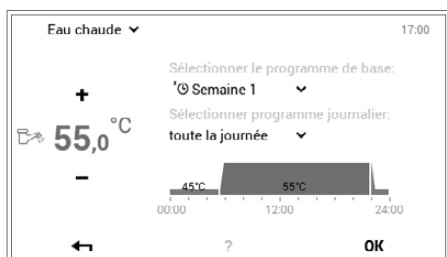 Eau chaude
17:00
Sélectionner le programme de base:
Semaine 1
+
Sélectionner programme journalier:
55,0 °C
toute la journée
–
45°C 55°C
00:00 12:00 24:00
? OK